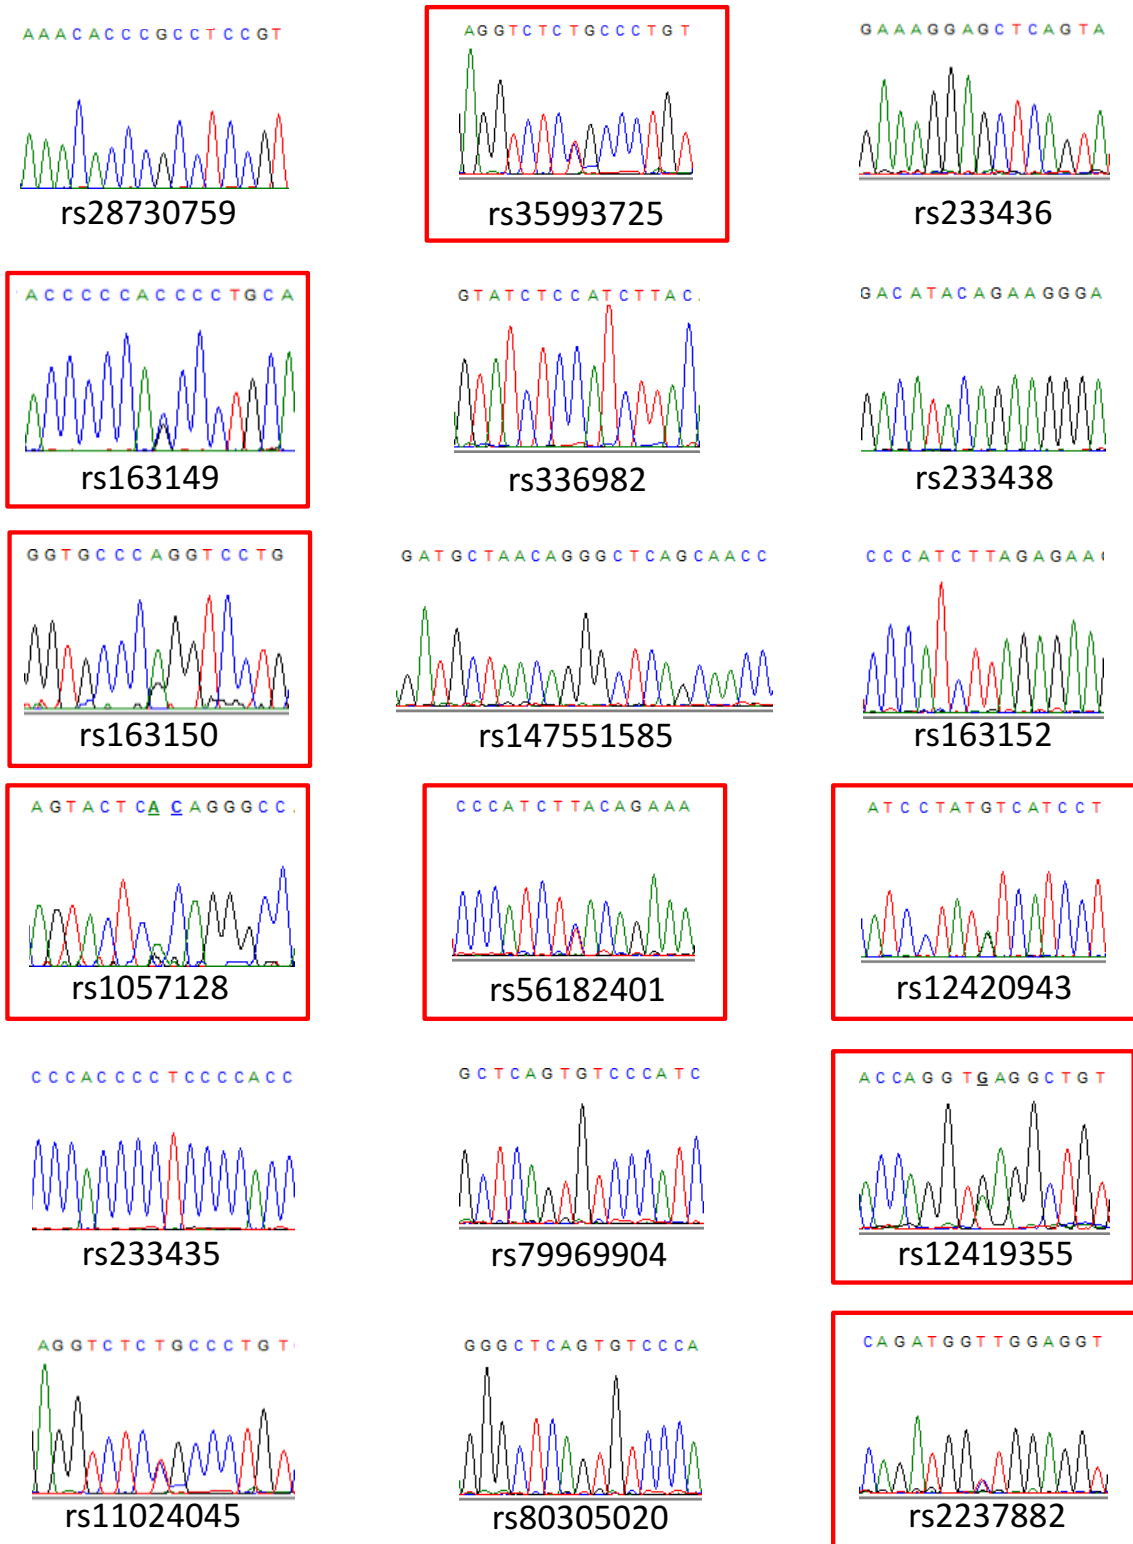 AAACACCCGCCTCCGT
rs28730759
AGGTCTCTGCCCTGT
rs35993725
GAAAGGAGCTCAGTA
rs233436
ACCCCCACCCCTGCA
rs163149
GTATCTCCATCTTAC
rs336982
GACATACAGAAGGGA
rs233438
GGTGCCCAGGTCCTG
rs163150
GATGCTAACAGGGCTCAGCAACC
rs147551585
CCCATCTTAGAGAA
rs163152
AGTACTCACAGGGCC
rs1057128
CCCATCTTACAGAAA
rs56182401
ATCCTATGTCATCCT
rs12420943
CCCACCCCTCCCCACC
rs233435
GCTCAGTGTCCCATC
rs79969904
ACCAGGTGAGGCTGT
rs12419355
AGGTCTCTGCCCTGT
rs11024045
GGGCTCAGTGTCCCA
rs80305020
CAGATGGTTGGAGGT
rs2237882